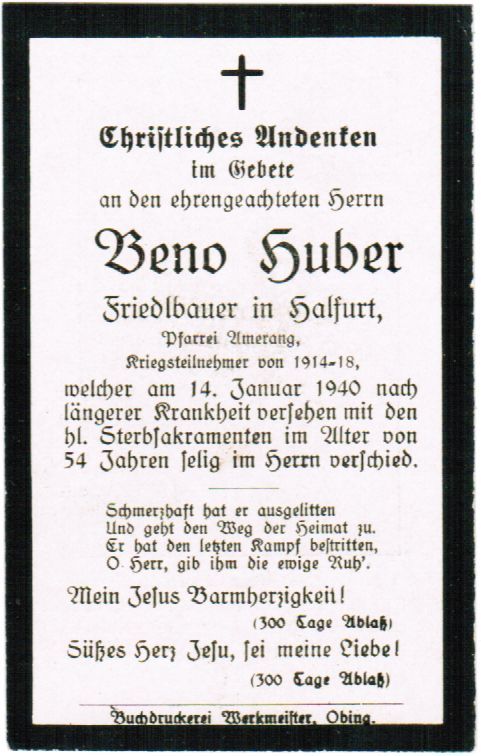 Christliches Andenken
im Gebete
an den ehrengeachteten Herrn
Beno Huber
Friedlbauer in Halfurt,
Pfarrei Amerang,
Kriegsteilnehmer von 1914-18,
welcher am 14. Januar 1940 nach
längerer Krankheit versehen mit den
hl. Sterbsakramenten im Alter von
54 Jahren selig im Herrn verschied.
Schmerzhaft hat er ausgelitten
Und geht den Weg der Heimat zu.
Er hat den letzten Kampf bestritten,
O Herr, gib ihm die ewige Ruh'.
Mein Jesus Barmherzigkeit!
(300 Tage Ablaß)
Süßes Herz Jesu, sei meine Liebe!
(300 Tage Ablaß)
Buchdruckerei Werkmeister, Obing.